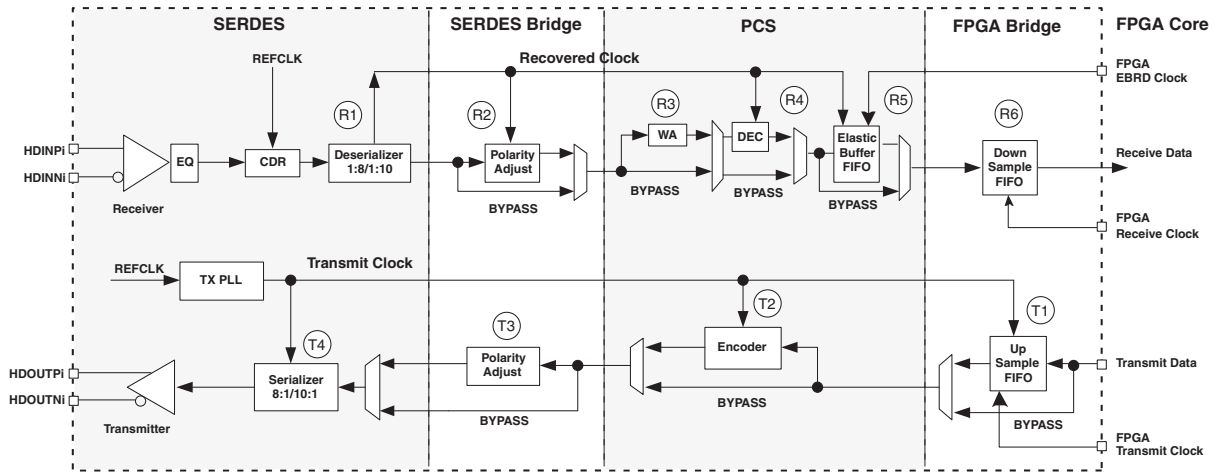 SERDES
SERDES Bridge
PCS
FPGA Bridge
FPGA Core
REFCLK
Recovered Clock
FPGA
EBRD Clock
R1
R2
R3
R4
R5
R6
HDINPi
HDINNi
EQ
CDR
Deserializer
1:8/1:10
Polarity
Adjust
WA
DEC
Elastic
Buffer
FIFO
Down
Sample
FIFO
Receive Data
BYPASS
BYPASS
BYPASS
BYPASS
Receiver
FPGA
Receive Clock
REFCLK
TX PLL
Transmit Clock
T4
T3
T2
T1
HDOUTPi
HDOUTNi
Transmitter
Serializer
8:1/10:1
Polarity
Adjust
Encoder
Up
Sample
FIFO
Transmit Data
BYPASS
BYPASS
BYPASS
FPGA
Transmit Clock